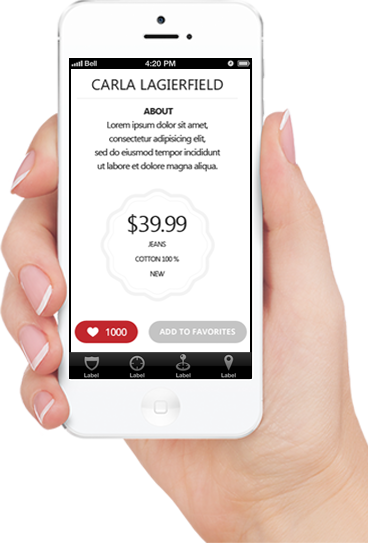 Bell 4:20 PM
CARLA LAGIERFIELD
ABOUT
Lorem ipsum dolor sit amet,
consectetur adipisicing elit,
sed do eiusmod tempor incididunt
ut labore et dolore magna aliqua.
$39.99
JEANS
COTTON 100 %
NEW
1000 ADD TO FAVORITES
Label Label Label Label